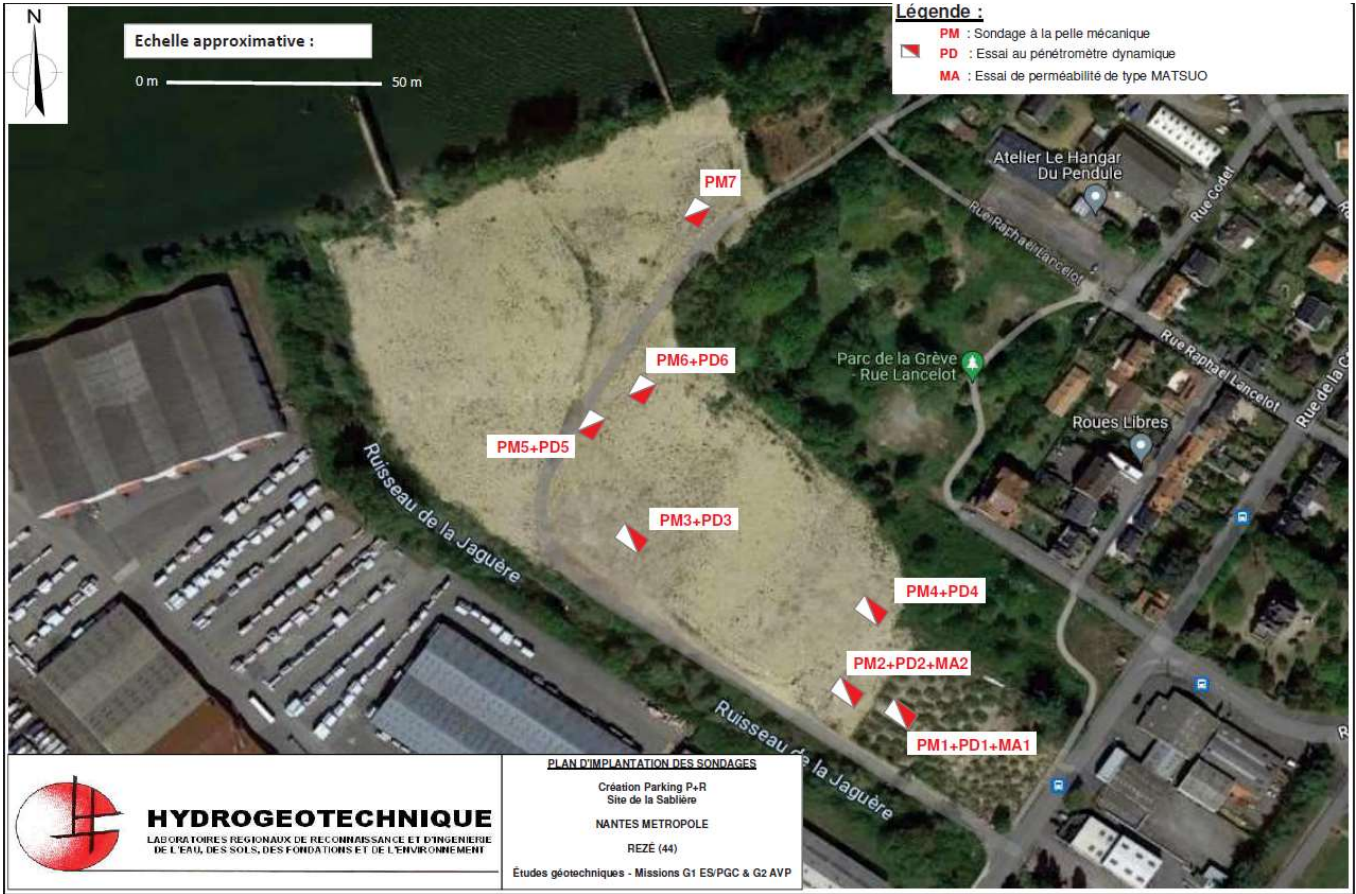 N
Echelle approximative :
0 m
50 m
Légende :
PM : Sondage à la pelle mécanique
PD : Essai au pénétromètre dynamique
MA : Essai de perméabilité de type MATSUO
Atelier Le Hangar
Du Pendule
Rue Codet
Rue Raphael Lancelot
PM7
PM6+PD6
Parc de la Grève
- Rue Lancelot
Rue Raphael Lancelot
Rue de la C
Roues Libres
PM5+PD5
Ruisseau de la Jaguère
PM3+PD3
PM4+PD4
PM2+PD2+MA2
PM1+PD1+MA1
Ruisseau de la Jaguère
HYDROGEOTECHNIQUE
LABORATOIRES REGIONAUX DE RECONNAISSANCE ET D'INGENIERIE
DE L'EAU, DES SOLS, DES FONDATIONS ET DE L'ENVIRONNEMENT
PLAN D'IMPLANTATION DES SONDAGES
Création Parking P+R
Site de la Sablière
NANTES METROPOLE
REZÉ (44)
Études géotechniques - Missions G1 ES/PGC & G2 AVP